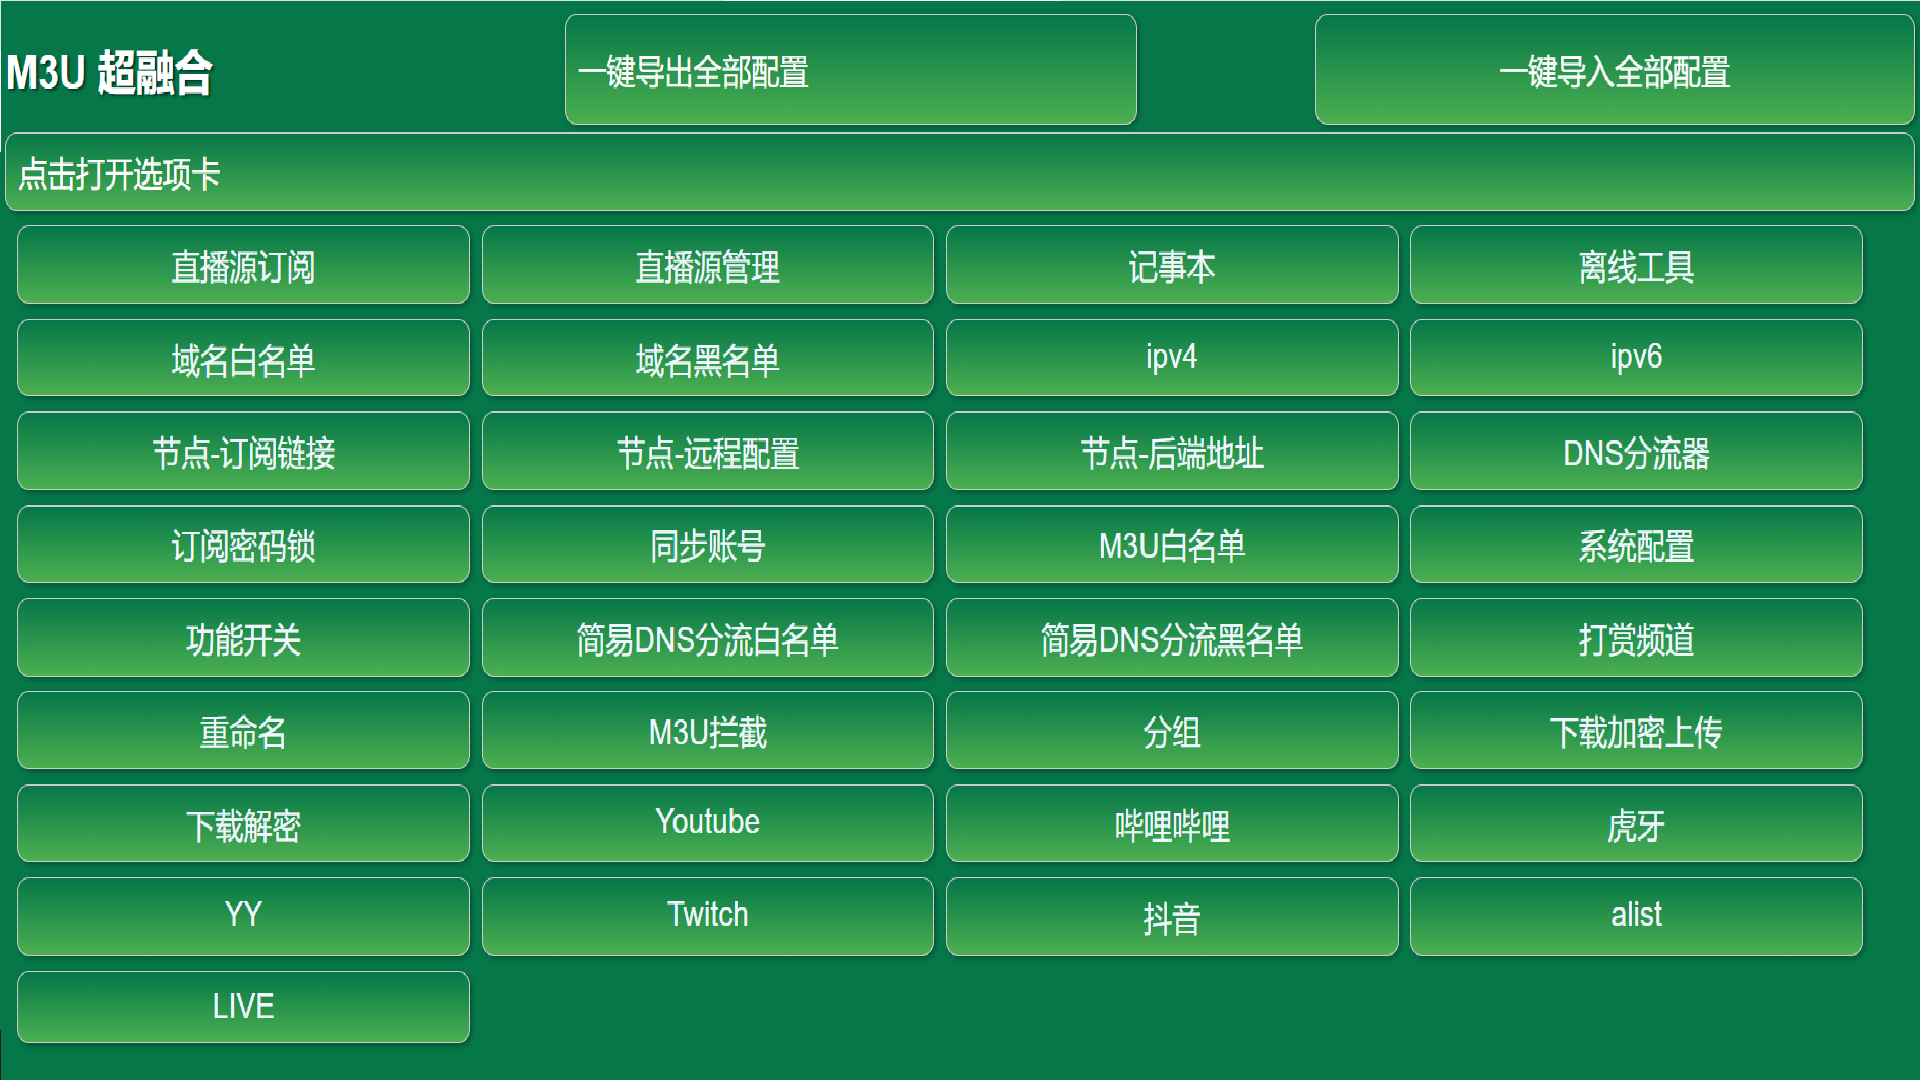 M3U 超融合
一键导出全部配置
一键导入全部配置
点击打开选项卡
直播源订阅
直播源管理
记事本
离线工具
域名白名单
域名黑名单
ipv4
ipv6
节点-订阅链接
节点-远程配置
节点-后端地址
DNS分流器
订阅密码锁
同步账号
M3U白名单
系统配置
功能开关
简易DNS分流白名单
简易DNS分流黑名单
打赏频道
重命名
M3U拦截
分组
下载加密上传
下载解密
Youtube
哔哩哔哩
虎牙
YY
Twitch
抖音
alist
LIVE